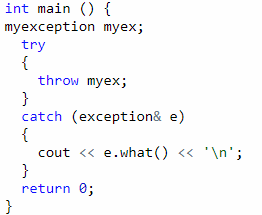 int main () {
myexception myex;
try
{
throw myex;
}
catch (exception& e)
{
cout << e.what() << '\n';
}
return 0;
}